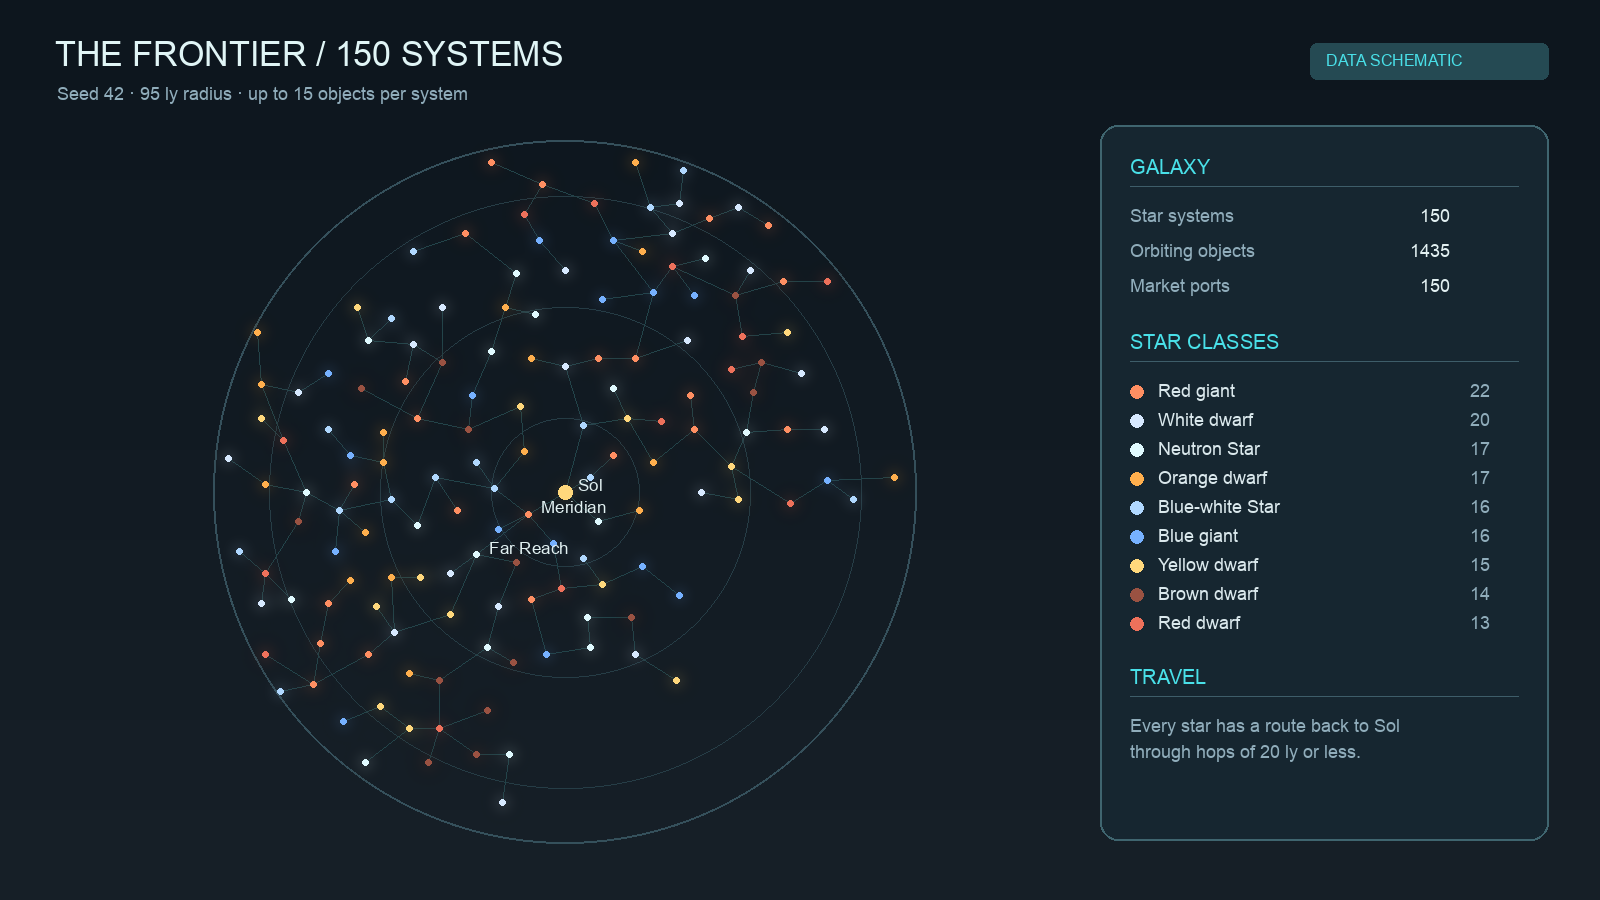 THE FRONTIER / 150 SYSTEMS
Seed 42 · 95 ly radius · up to 15 objects per system
DATA SCHEMATIC
Sol
Meridian
Far Reach
GALAXY
Star systems 150
Orbiting objects 1435
Market ports 150
STAR CLASSES
Red giant 22
White dwarf 20
Neutron Star 17
Orange dwarf 17
Blue-white Star 16
Blue giant 16
Yellow dwarf 15
Brown dwarf 14
Red dwarf 13
TRAVEL
Every star has a route back to Sol
through hops of 20 ly or less.